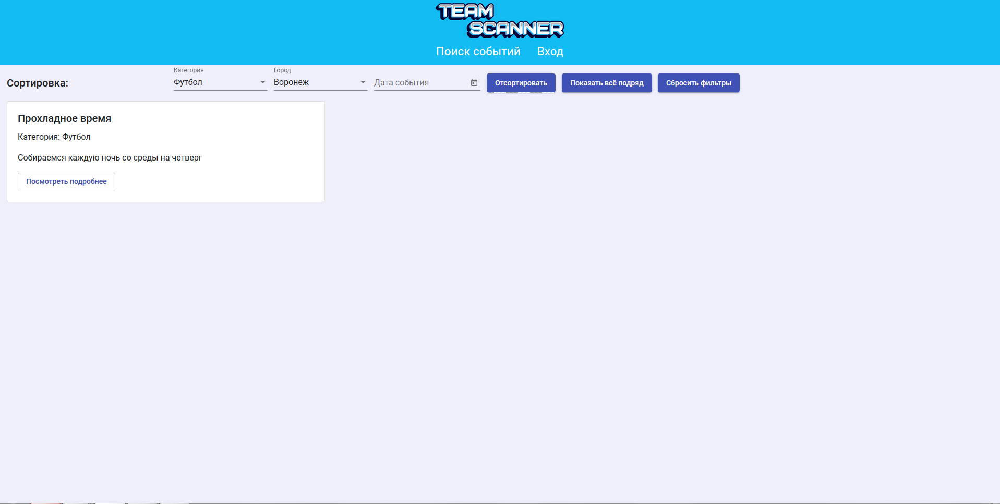 TEAM
SCANNER
Поиск событий Вход
Сортировка:
Категория
Футбол
Город
Воронеж
Дата события
Отсортировать
Показать всё подряд
Сбросить фильтры
Прохладное время
Категория: Футбол
Собираемся каждую ночь со среды на четверг
Посмотреть подробнее